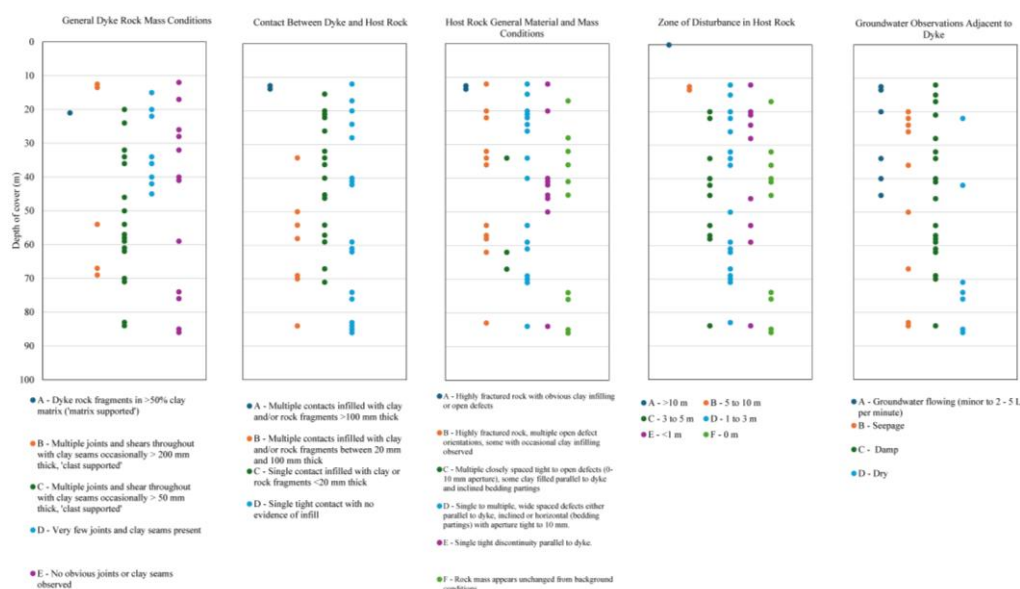 General Dyke Rock Mass Conditions
Contact Between Dyke and Host Rock
Host Rock General Material and Mass
Conditions
Zone of Disturbance in Host Rock
Groundwater Observations Adjacent to
Dyke
Depth of cover (m)
0
10
20
30
40
50
60
70
80
90
100
A - Dyke rock fragments in >50% clay
matrix ('matrix supported')
B - Multiple joints and shears throughout
with clay seams occasionally > 200 mm
thick, 'clast supported'
C - Multiple joints and shear throughout
with clay seams occasionally > 50 mm
thick, 'clast supported'
D - Very few joints and clay seams present
E - No obvious joints or clay seams
observed
A - Multiple contacts infilled with clay
and/or rock fragments >100 mm thick
B - Multiple contacts infilled with clay
and/or rock fragments between 20 mm
and 100 mm thick
C - Single contact infilled with clay or
rock fragments <20 mm thick
D - Single tight contact with no
evidence of infill
A - Highly fractured rock with obvious clay infilling
or open defects
B - Highly fractured rock, multiple open defect
orientations, some with occasional clay infilling
observed
C - Multiple closely spaced tight to open defects (0-
10 mm aperture), some clay filled parallel to dyke
and inclined bedding partings
D - Single to multiple, wide spaced defects either
parallel to dyke, inclined or horizontal (bedding
partings) with aperture tight to 10 mm.
E - Single tight discontinuity parallel to dyke.
F - Rock mass appears unchanged from background
A - >10 m
B - 5 to 10 m
C - 3 to 5 m
D - 1 to 3 m
E - <1 m
F - 0 m
A - Groundwater flowing (minor to 2 - 5 L
per minute)
B - Seepage
C - Damp
D - Dry